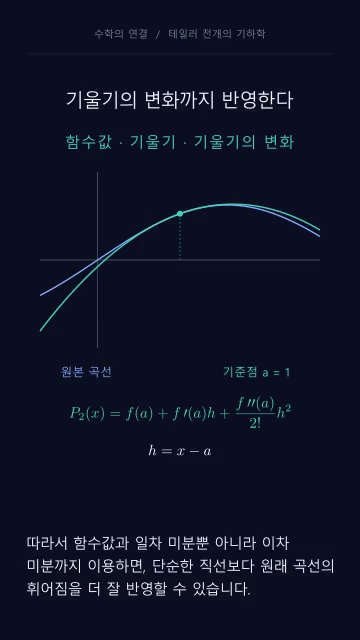 수학의 연결 / 테일러 전개의 기하학
기울기의 변화까지 반영한다
함수값 · 기울기 · 기울기의 변화
원본 곡선
기준점 a = 1
P₂(x) = f(a) + f′(a)h + f″(a)/2! h²
h = x − a
따라서 함수값과 일차 미분뿐 아니라 이차
미분까지 이용하면, 단순한 직선보다 원래 곡선의
휘어짐을 더 잘 반영할 수 있습니다.